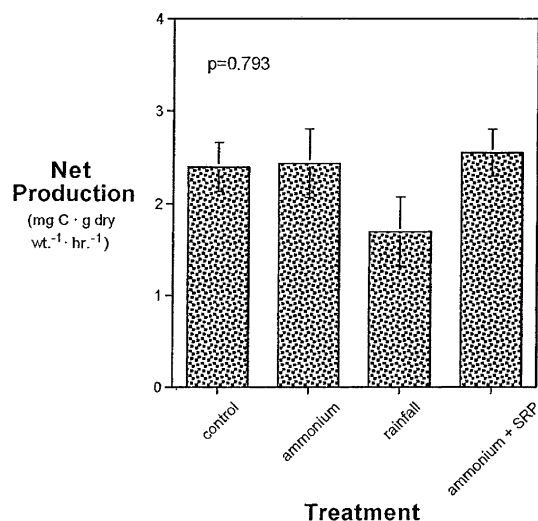 4
p=0.793
3
Net
Production
(mg C · g dry
wt.⁻¹· hr.⁻¹)
2
1
0
control
ammonium
rainfall
ammonium + SRP
Treatment